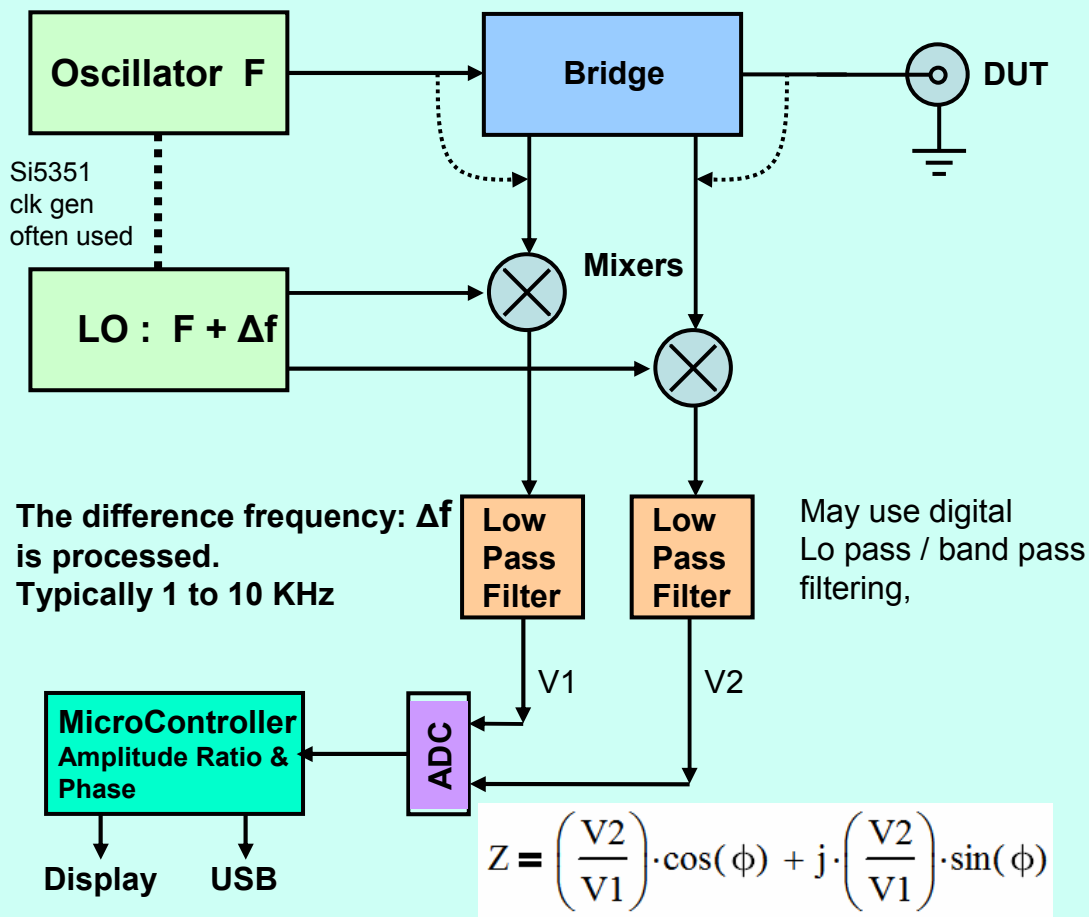 Oscillator F
Bridge
DUT
Si5351
clk gen
often used
Mixers
LO : F + Δf
The difference frequency: Δf
is processed.
Typically 1 to 10 KHz
Low
Pass
Filter
Low
Pass
Filter
May use digital
Lo pass / band pass
filtering,
V1
V2
MicroController
Amplitude Ratio &
Phase
ADC
Display
USB
Z = (V2/V1)·cos(ϕ) + j·(V2/V1)·sin(ϕ)